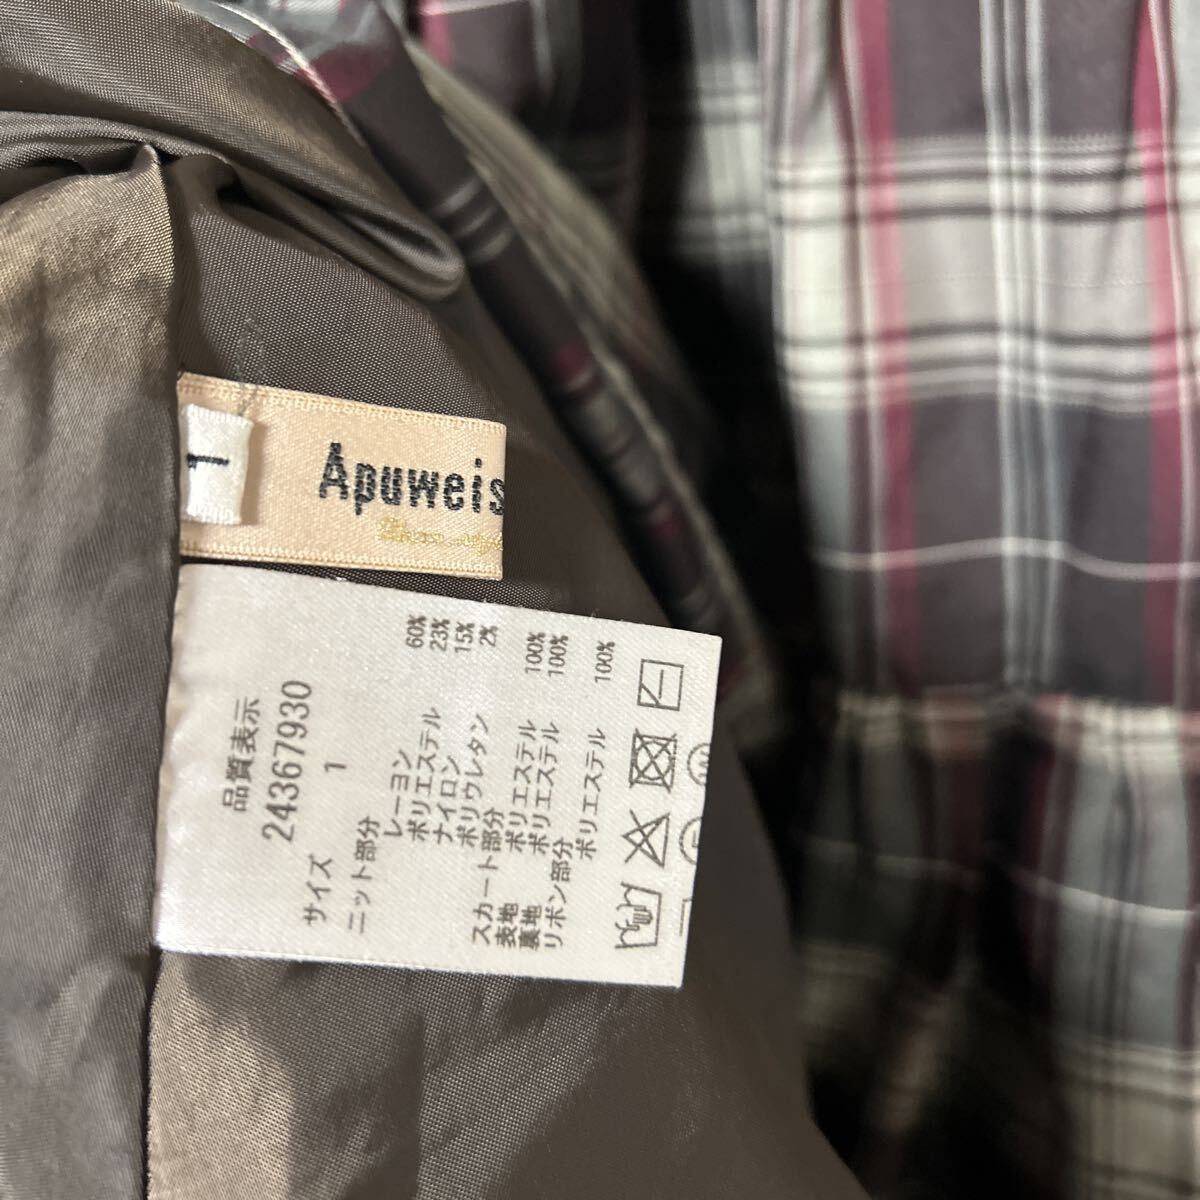 1
Apuweis
品質表示
24367930
サイズ 1
ニット部分
レーヨン 60%
ポリエステル 23%
ナイロン 15%
ポリウレタン 2%
スカート部分
表地 ポリエステル 100%
裏地 ポリエステル 100%
リボン部分
ポリエステル 100%